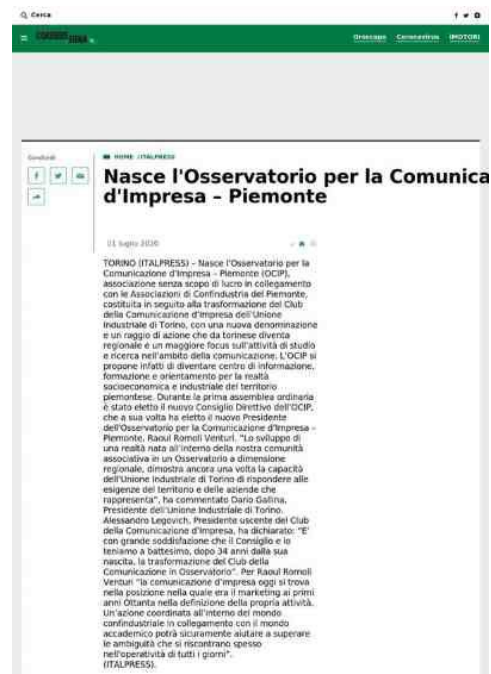 Cerca
Oroscopo Coronavirus IMOTORI
Condividi
HOME /ITALPRESS
Nasce l'Osservatorio per la Comunica
d'Impresa – Piemonte
01 luglio 2020
TORINO (ITALPRESS) – Nasce l'Osservatorio per la
Comunicazione d'Impresa – Piemonte (OCIP),
associazione senza scopo di lucro in collegamento
con le Associazioni di Confindustria del Piemonte,
costituita in seguito alla trasformazione del Club
della Comunicazione d'Impresa dell'Unione
Industriale di Torino, con una nuova denominazione
e un raggio di azione che da torinese diventa
regionale e un maggiore focus sull'attività di studio
e ricerca nell'ambito della comunicazione. L'OCIP si
propone infatti di diventare centro di informazione,
formazione e orientamento per la realtà
socioeconomica e industriale del territorio
piemontese. Durante la prima assemblea ordinaria
è stato eletto il nuovo Consiglio Direttivo dell'OCIP,
che a sua volta ha eletto il nuovo Presidente
dell'Osservatorio per la Comunicazione d'Impresa –
Piemonte, Raoul Romoli Venturi. "Lo sviluppo di
una realtà nata all'interno della nostra comunità
associativa in un Osservatorio a dimensione
regionale, dimostra ancora una volta la capacità
dell'Unione Industriale di Torino di rispondere alle
esigenze del territorio e delle aziende che
rappresenta", ha commentato Dario Gallina,
Presidente dell'Unione Industriale di Torino.
Alessandro Legovich, Presidente uscente del Club
della Comunicazione d'Impresa, ha dichiarato: "E'
con grande soddisfazione che il Consiglio e io
teniamo a battesimo, dopo 34 anni dalla sua
nascita, la trasformazione del Club della
Comunicazione in Osservatorio". Per Raoul Romoli
Venturi "la comunicazione d'impresa oggi si trova
nella posizione nella quale era il marketing ai primi
anni Ottanta nella definizione della propria attività.
Un'azione coordinata all'interno del mondo
confindustriale in collegamento con il mondo
accademico potrà sicuramente aiutare a superare
le ambiguità che si riscontrano spesso
nell'operatività di tutti i giorni".
(ITALPRESS).